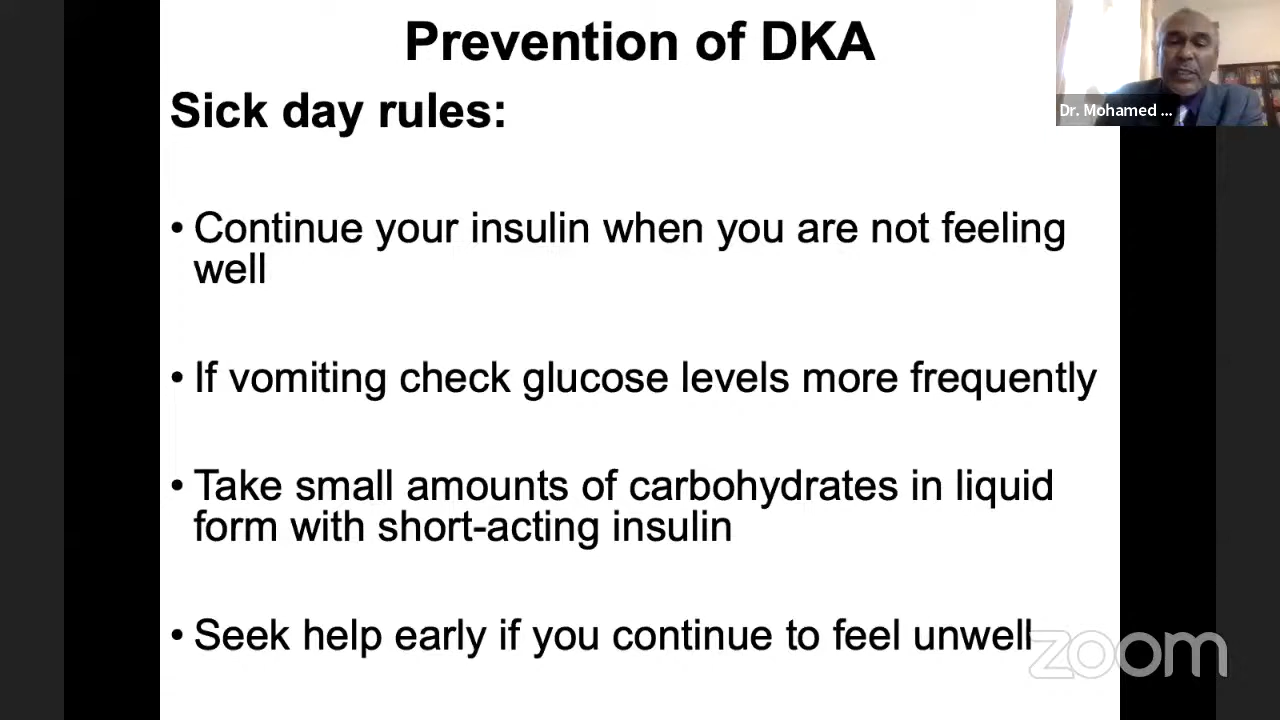 Prevention of DKA
Dr. Mohamed ...
Sick day rules:
• Continue your insulin when you are not feeling
well
• If vomiting check glucose levels more frequently
• Take small amounts of carbohydrates in liquid
form with short-acting insulin
• Seek help early if you continue to feel unwell
zoom